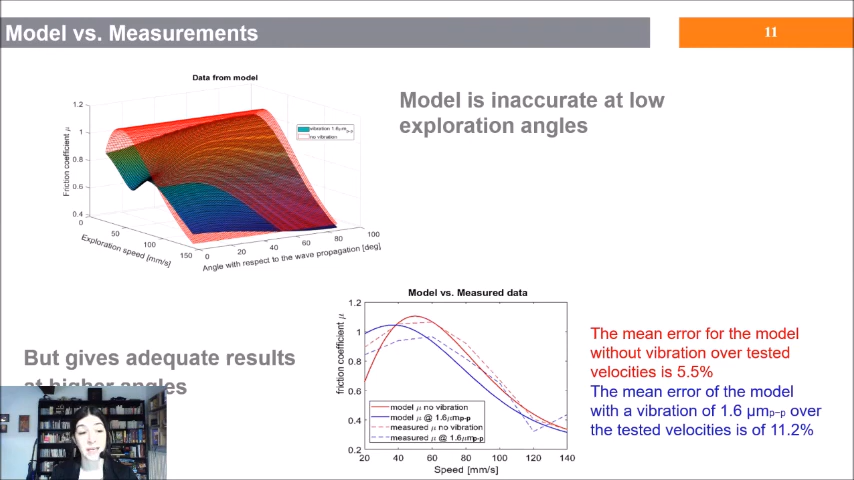 Model vs. Measurements
11
Data from model
Model is inaccurate at low
exploration angles
1.2
1
0.8
0.6
0.4
Friction coefficient μ
vibration 1.6μm p-p
no vibration
0
50
100
150
Exploration speed [mm/s]
0
20
40
60
80
100
Angle with respect to the wave propagation [deg]
Model vs. Measured data
1.2
1
0.8
0.6
0.4
0.2
friction coefficient μ
model μ no vibration
model μ @ 1.6μmp-p
measured μ no vibration
measured μ @ 1.6μmp-p
20
40
60
80
100
120
140
Speed [mm/s]
But gives adequate results
at higher angles
The mean error for the model
without vibration over tested
velocities is 5.5%
The mean error of the model
with a vibration of 1.6 μmp−p over
the tested velocities is of 11.2%